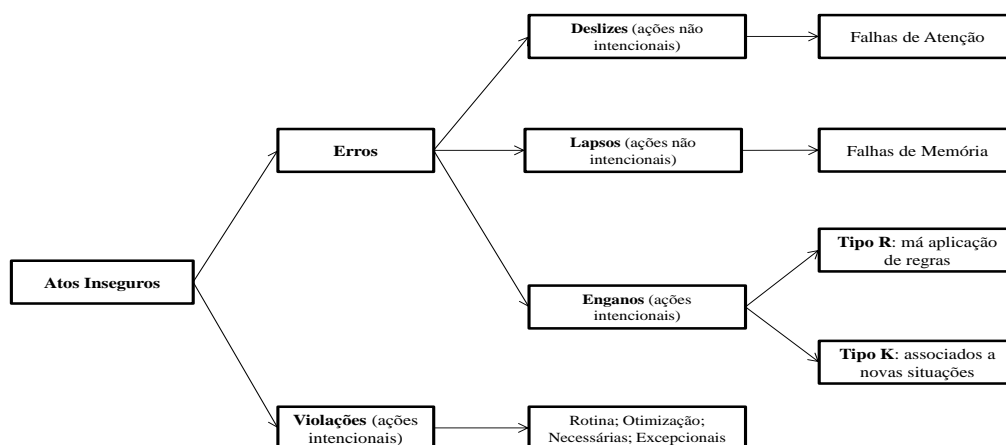 Deslizes (ações não
intencionais)
Falhas de Atenção
Erros
Lapsos (ações não
intencionais)
Falhas de Memória
Atos Inseguros
Enganos (ações
intencionais)
Tipo R: má aplicação
de regras
Tipo K: associados a
novas situações
Violações (ações
intencionais)
Rotina; Otimização;
Necessárias; Excepcionais